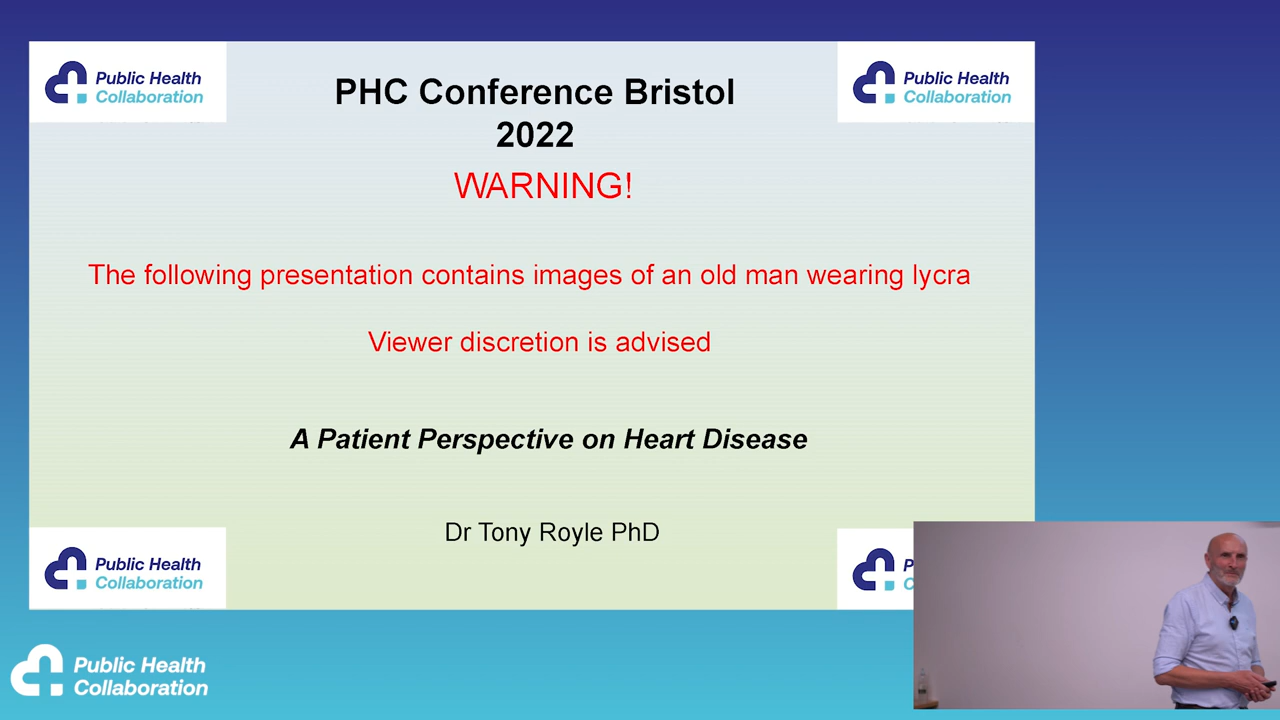 Public Health
Collaboration
Public Health
Collaboration
PHC Conference Bristol
2022
WARNING!
The following presentation contains images of an old man wearing lycra
Viewer discretion is advised
A Patient Perspective on Heart Disease
Dr Tony Royle PhD
Public Health
Collaboration
P
C
Public Health
Collaboration